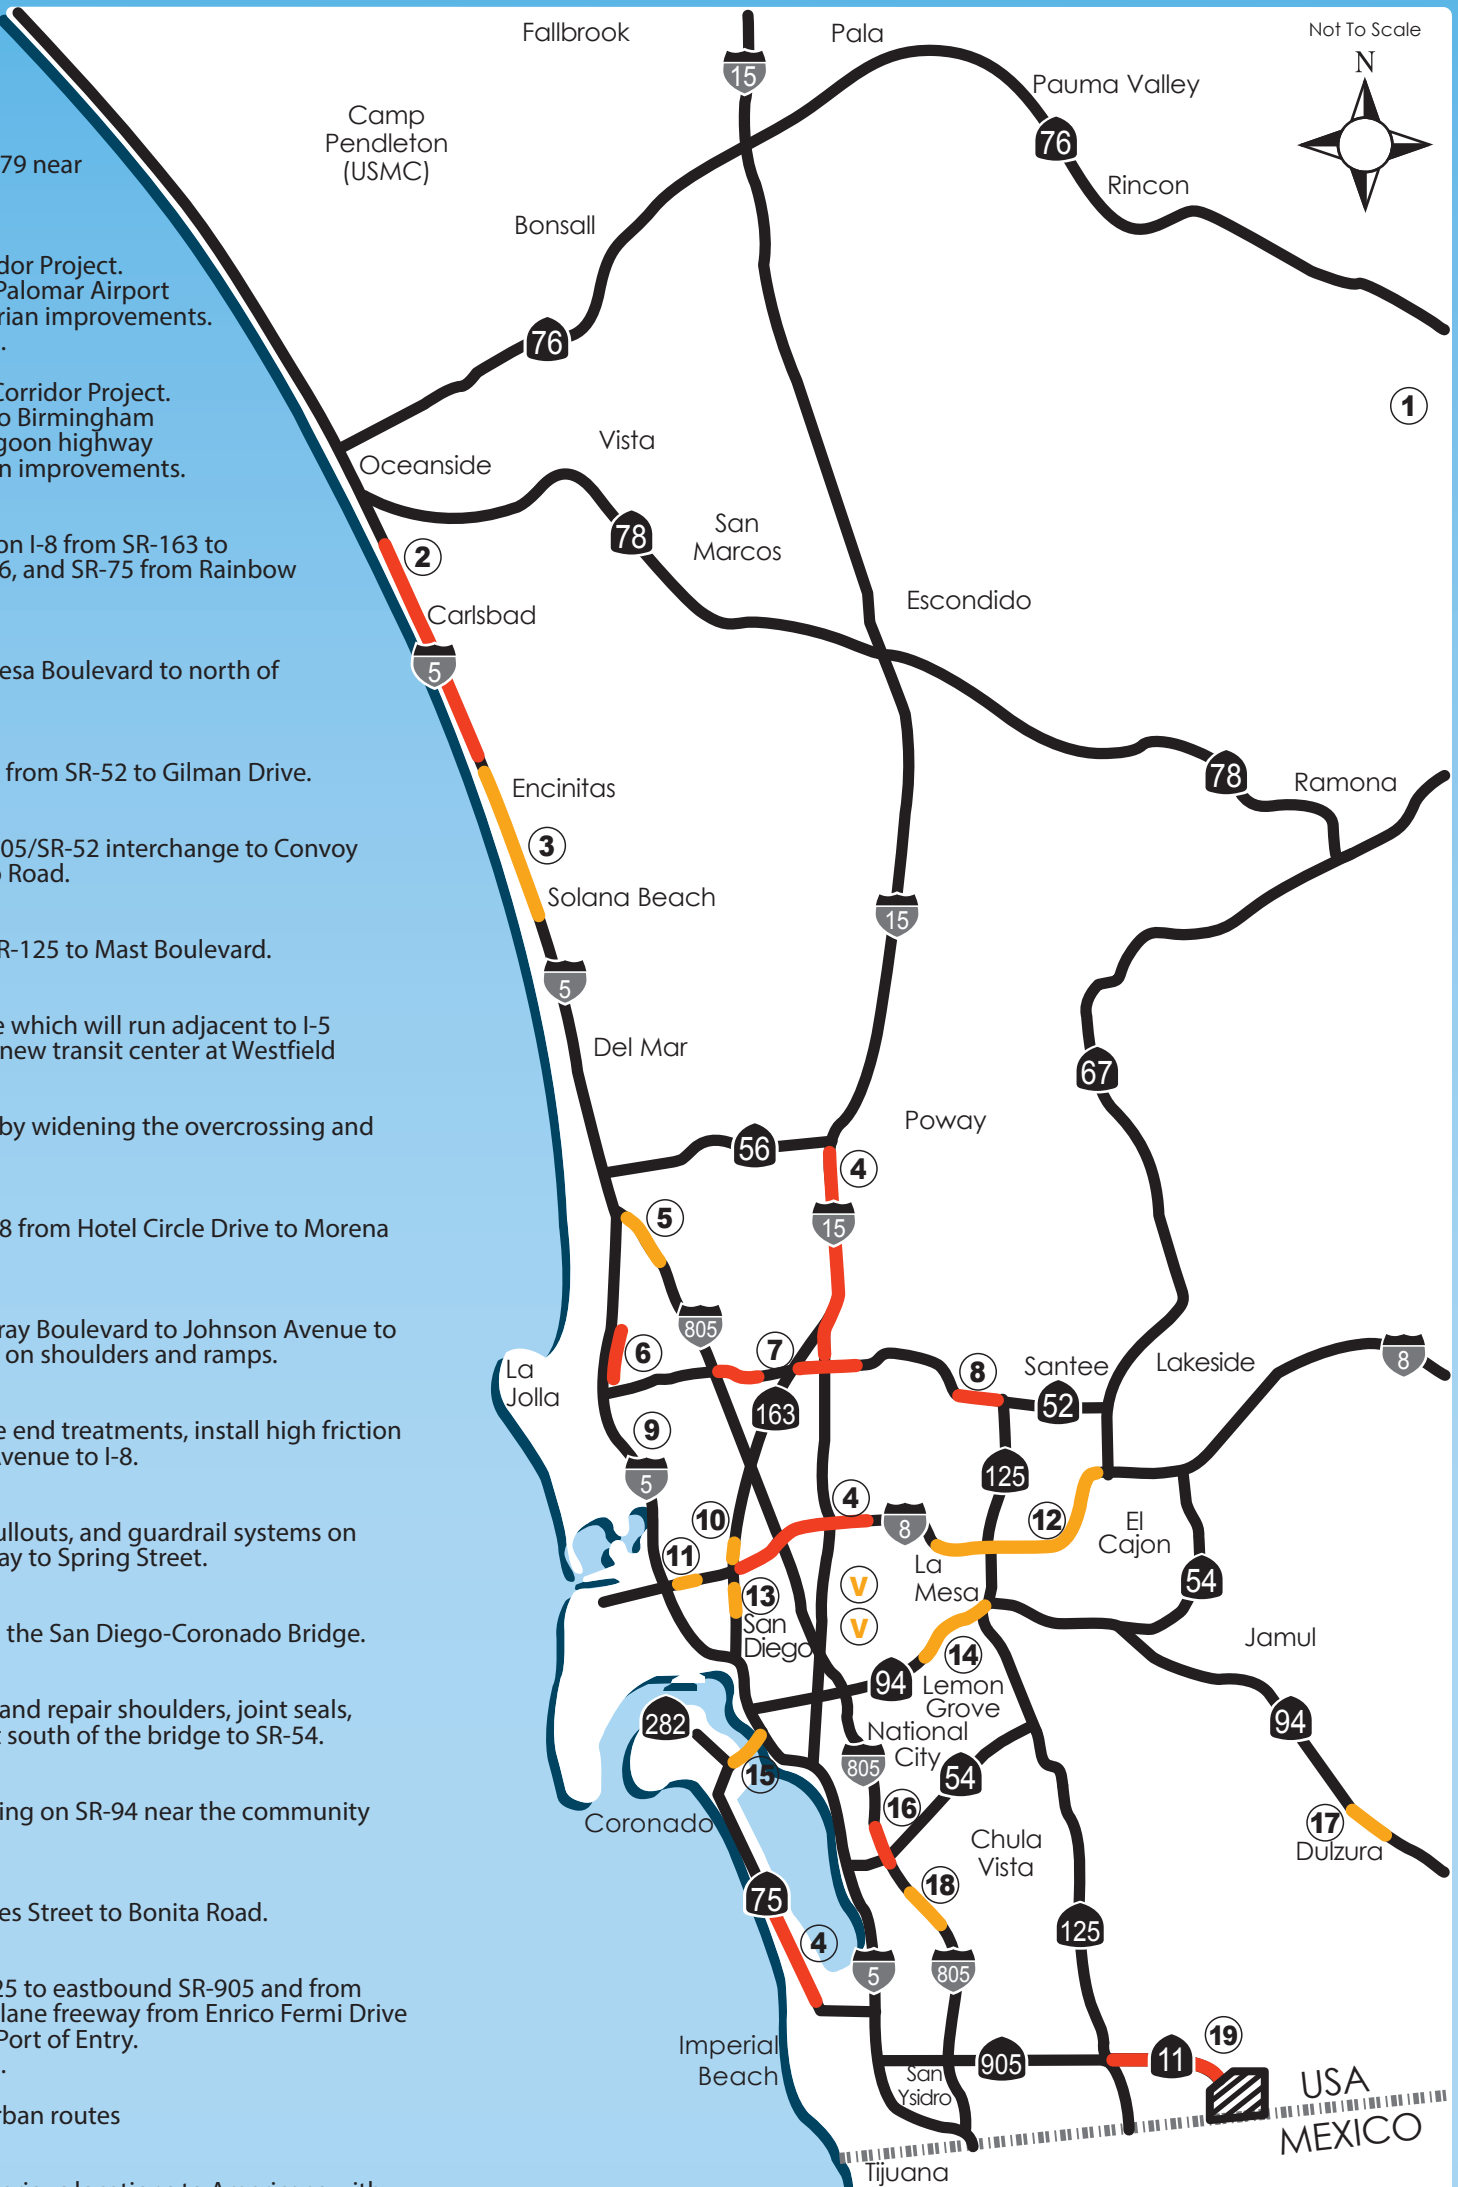 79 near
dor Project.
Palomar Airport
rian improvements.
.
Corridor Project.
o Birmingham
goon highway
n improvements.
on I-8 from SR-163 to
6, and SR-75 from Rainbow
esa Boulevard to north of
from SR-52 to Gilman Drive.
05/SR-52 interchange to Convoy
o Road.
R-125 to Mast Boulevard.
e which will run adjacent to I-5
new transit center at Westfield
by widening the overcrossing and
8 from Hotel Circle Drive to Morena
ray Boulevard to Johnson Avenue to
on shoulders and ramps.
e end treatments, install high friction
Avenue to I-8.
ullouts, and guardrail systems on
ay to Spring Street.
the San Diego-Coronado Bridge.
and repair shoulders, joint seals,
t south of the bridge to SR-54.
ing on SR-94 near the community
es Street to Bonita Road.
25 to eastbound SR-905 and from
lane freeway from Enrico Fermi Drive
Port of Entry.
.
rban routes
Not To Scale
N
Fallbrook
15
Pala
Pauma Valley
76
Camp
Pendleton
(USMC)
Rincon
Bonsall
76
1
Vista
Oceanside
78
San
Marcos
2
Escondido
Carlsbad
5
78
Ramona
Encinitas
3
Solana Beach
15
5
Del Mar
67
Poway
56
4
5
15
805
6
7
8
Santee
Lakeside
8
La
Jolla
163
52
9
5
125
4
10
8
12
El
Cajon
11
La
Mesa
54
V
V
13
San
Diego
14
Jamul
94
Lemon
Grove
282
94
National
City
805
54
15
16
Coronado
17
Dulzura
Chula
Vista
18
75
125
4
5
805
Imperial
Beach
905
11
19
San
Ysidro
USA
MEXICO
Tijuana